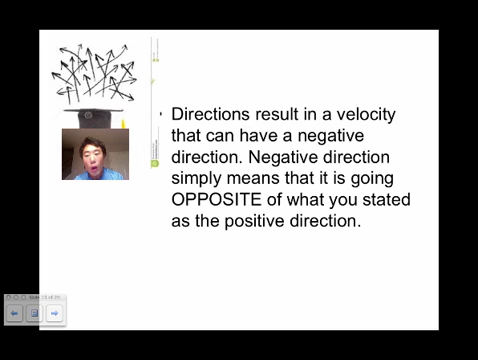 Directions result in a velocity
that can have a negative
direction. Negative direction
simply means that it is going
OPPOSITE of what you stated
as the positive direction.